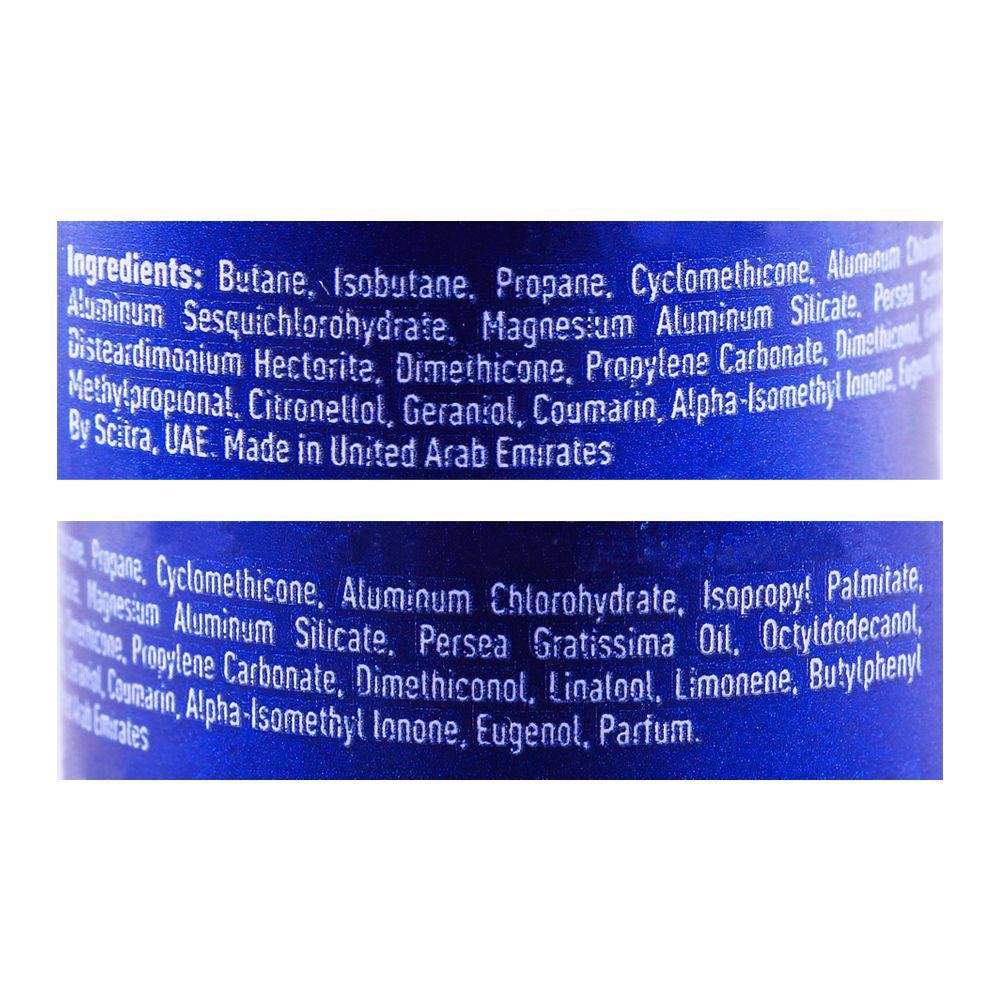 Ingredients: Butane, Isobutane, Propane, Cyclomethicone, Aluminum
Aluminum Sesquichlorohydrate, Magnesium Aluminum Silicate, Persea
Disteardimonium Hectorite, Dimethicone, Propylene Carbonate, Dimethiconol,
Methylpropional, Citronellol, Geraniol, Coumarin, Alpha-Isomethyl Ionone, Eugenol,
By Scitra, UAE. Made in United Arab Emirates
Propane, Cyclomethicone, Aluminum Chlorohydrate, Isopropyl Palmitate,
Magnesium Aluminum Silicate, Persea Gratissima Oil, Octyldodecanol,
Dimethicone, Propylene Carbonate, Dimethiconol, Linalool, Limonene, Butylphenyl
Coumarin, Alpha-Isomethyl Ionone, Eugenol, Parfum.
Arab Emirates